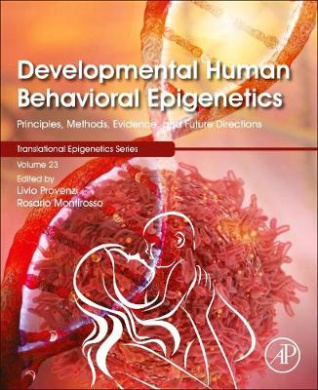 Developmental Human
Behavioral Epigenetics
Principles, Methods, Evidence, and Future Directions
Translational Epigenetics Series
Volume 23
Edited by
Livio Provenzi
Rosario Montirosso
AP